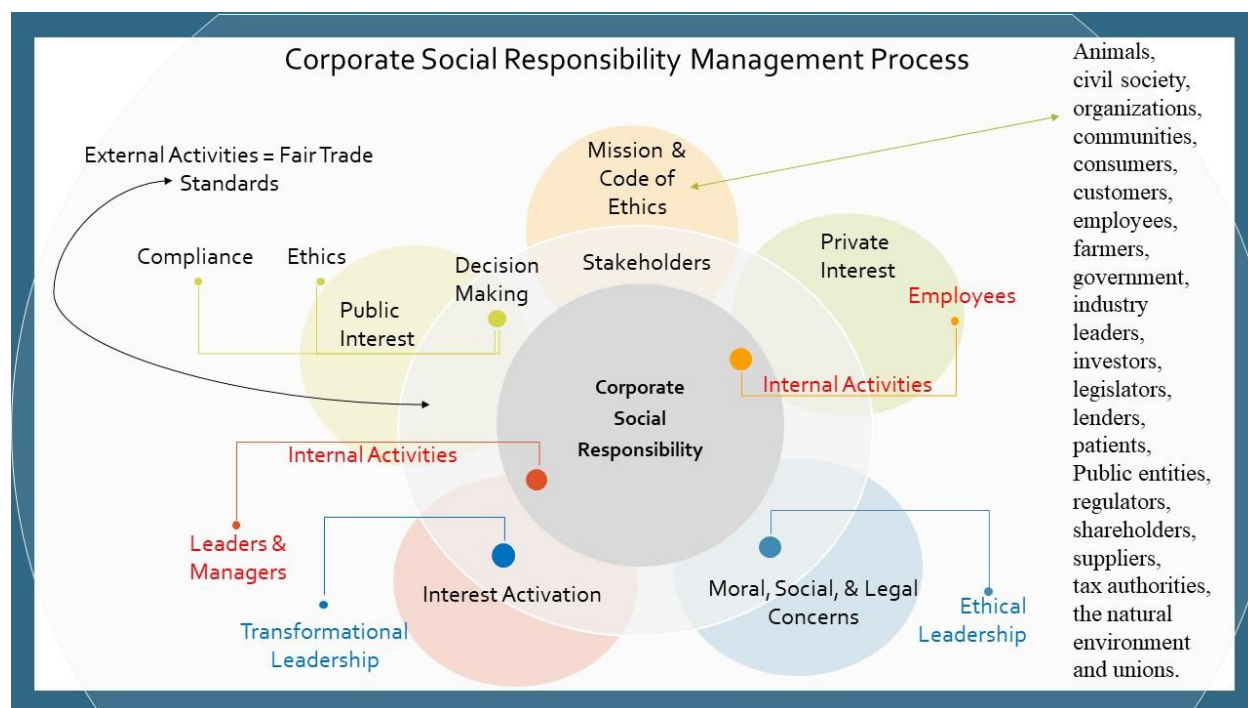 Corporate Social Responsibility Management Process
External Activities = Fair Trade
Standards
Compliance
Ethics
Decision
Making
Public
Interest
Mission &
Code of
Ethics
Stakeholders
Private
Interest
Employees
Internal Activities
Corporate
Social
Responsibility
Internal Activities
Leaders &
Managers
Transformational
Leadership
Interest Activation
Moral, Social, & Legal
Concerns
Ethical
Leadership
Animals,
civil society,
organizations,
communities,
consumers,
customers,
employees,
farmers,
government,
industry
leaders,
investors,
legislators,
lenders,
patients,
Public entities,
regulators,
shareholders,
suppliers,
tax authorities,
the natural
environment
and unions.